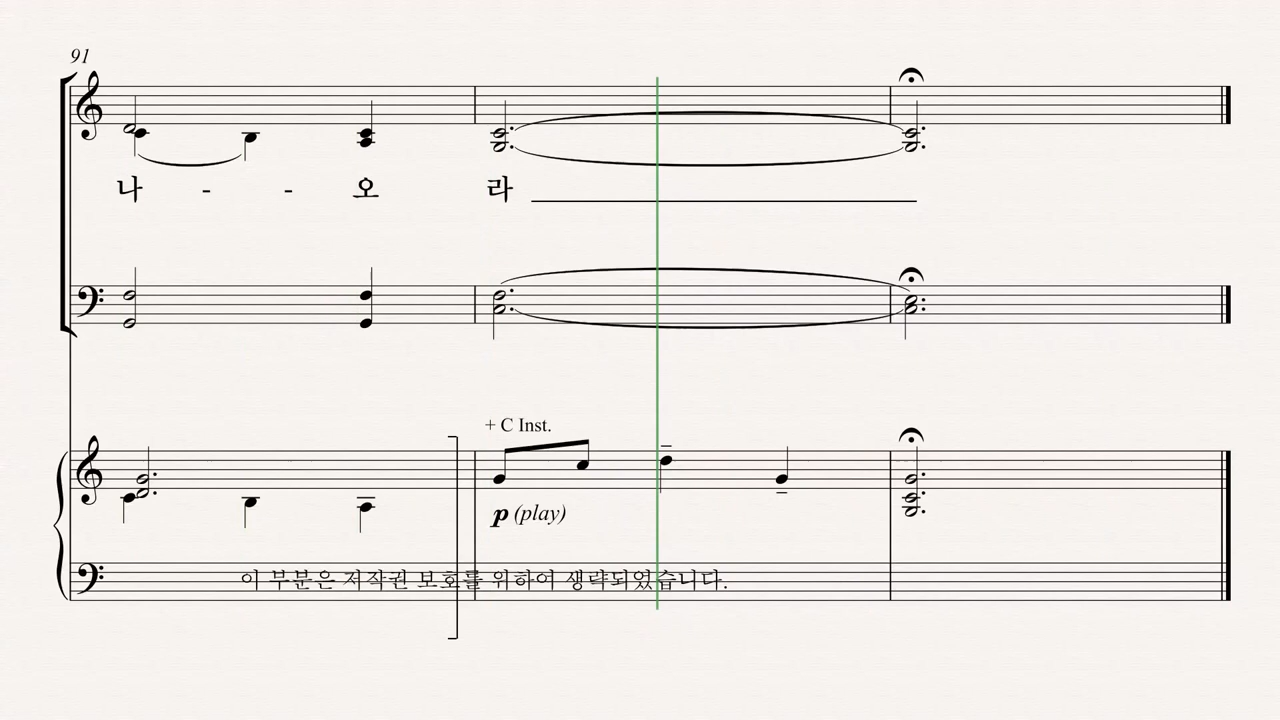 91
나 - - 오 라
+ C Inst.
p (play)
이 부분은 저작권 보호를 위하여 생략되었습니다.